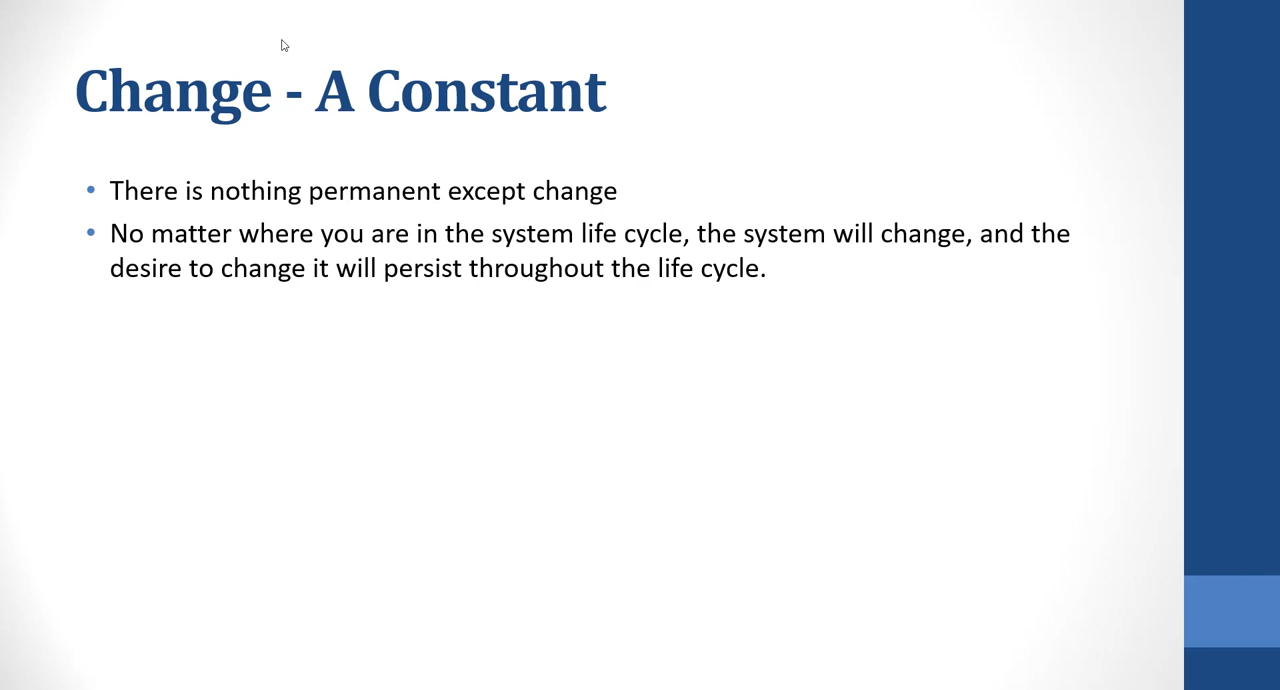 Change - A Constant
• There is nothing permanent except change
• No matter where you are in the system life cycle, the system will change, and the
desire to change it will persist throughout the life cycle.